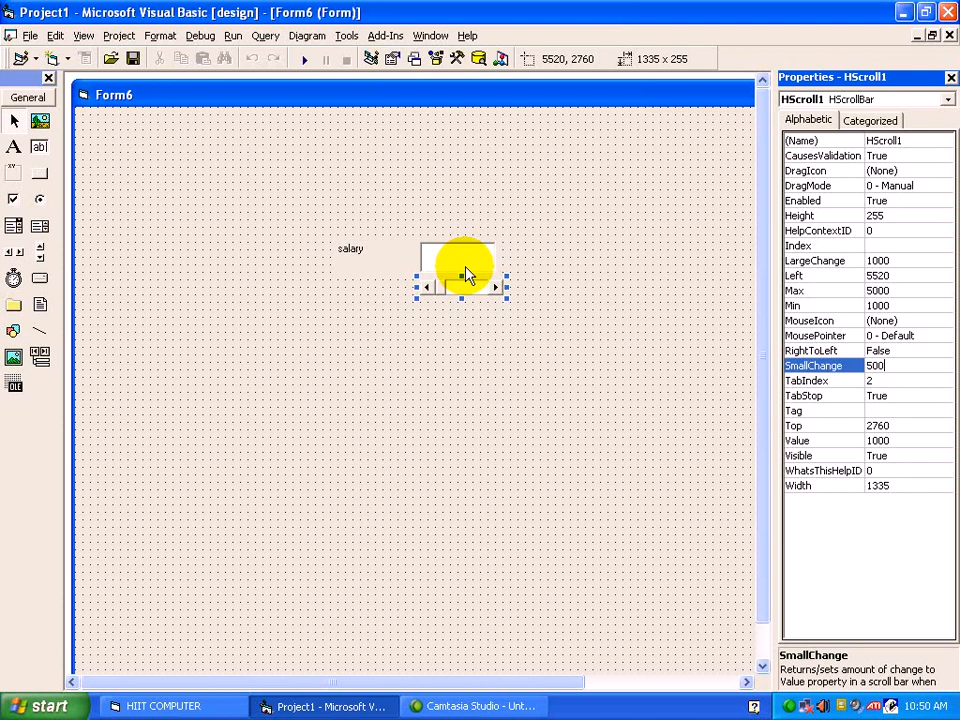 Project1 - Microsoft Visual Basic [design] - [Form6 (Form)]
File Edit View Project Format Debug Run Query Diagram Tools Add-Ins Window Help
5520, 2760 1335 x 255
General
Form6
salary
Properties - HScroll1
HScroll1 HScrollBar
Alphabetic Categorized
(Name) HScroll1
CausesValidation True
DragIcon (None)
DragMode 0 - Manual
Enabled True
Height 255
HelpContextID 0
Index
LargeChange 1000
Left 5520
Max 5000
Min 1000
MouseIcon (None)
MousePointer 0 - Default
RightToLeft False
SmallChange 500
TabIndex 2
TabStop True
Tag
Top 2760
Value 1000
Visible True
WhatsThisHelpID 0
Width 1335
SmallChange
Returns/sets amount of change to
Value property in a scroll bar when
start HIIT COMPUTER Project1 - Microsoft V... Camtasia Studio - Unt... 10:50 AM